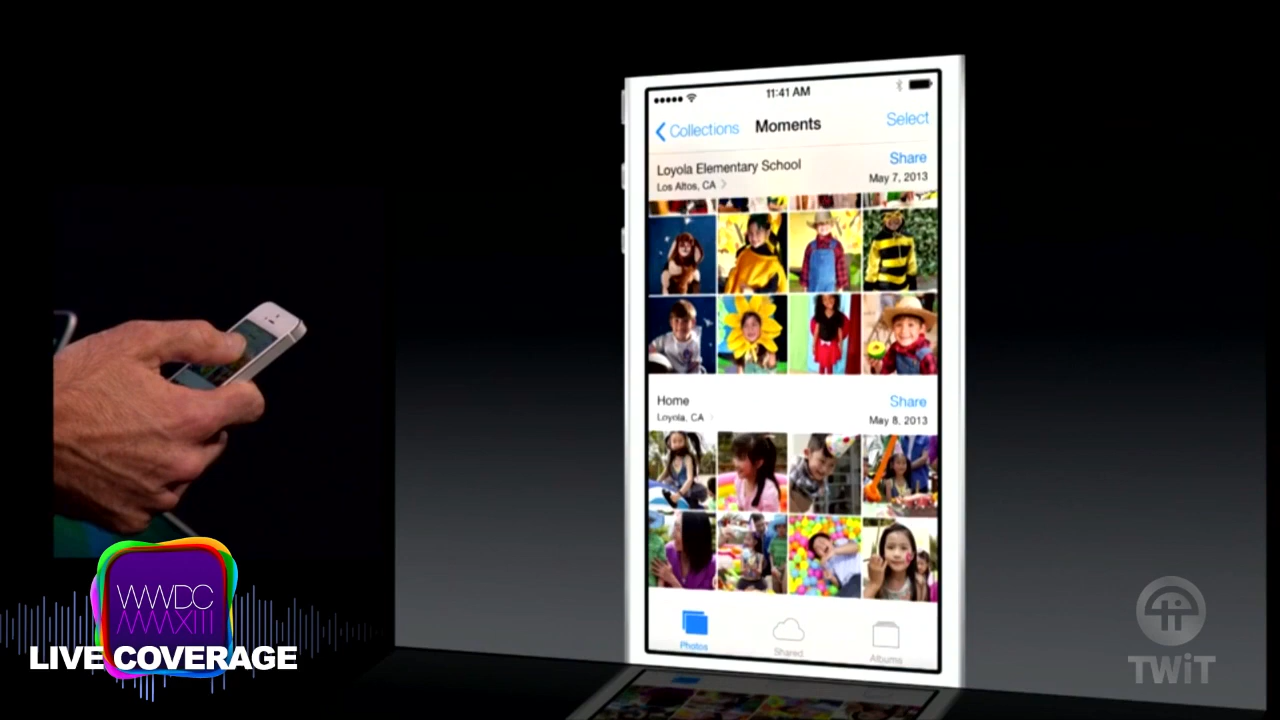 11:41 AM
Collections
Moments
Select
Loyola Elementary School
Share
Los Altos, CA
May 7, 2013
Home
Share
Loyola, CA
May 8, 2013
Photos
Shared
Albums
WWDC
MMXIII
LIVE COVERAGE
TWiT